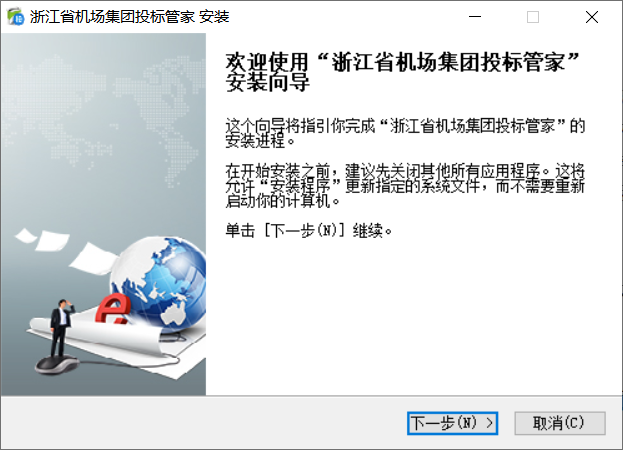 浙江省机场集团投标管家 安装
欢迎使用“浙江省机场集团投标管家”
安装向导
这个向导将指引你完成“浙江省机场集团投标管家”的
安装进程。
在开始安装之前，建议先关闭其他所有应用程序。这将
允许“安装程序”更新指定的系统文件，而不需要重新
启动你的计算机。
单击 [下一步(N)] 继续。
下一步(N) >
取消(C)